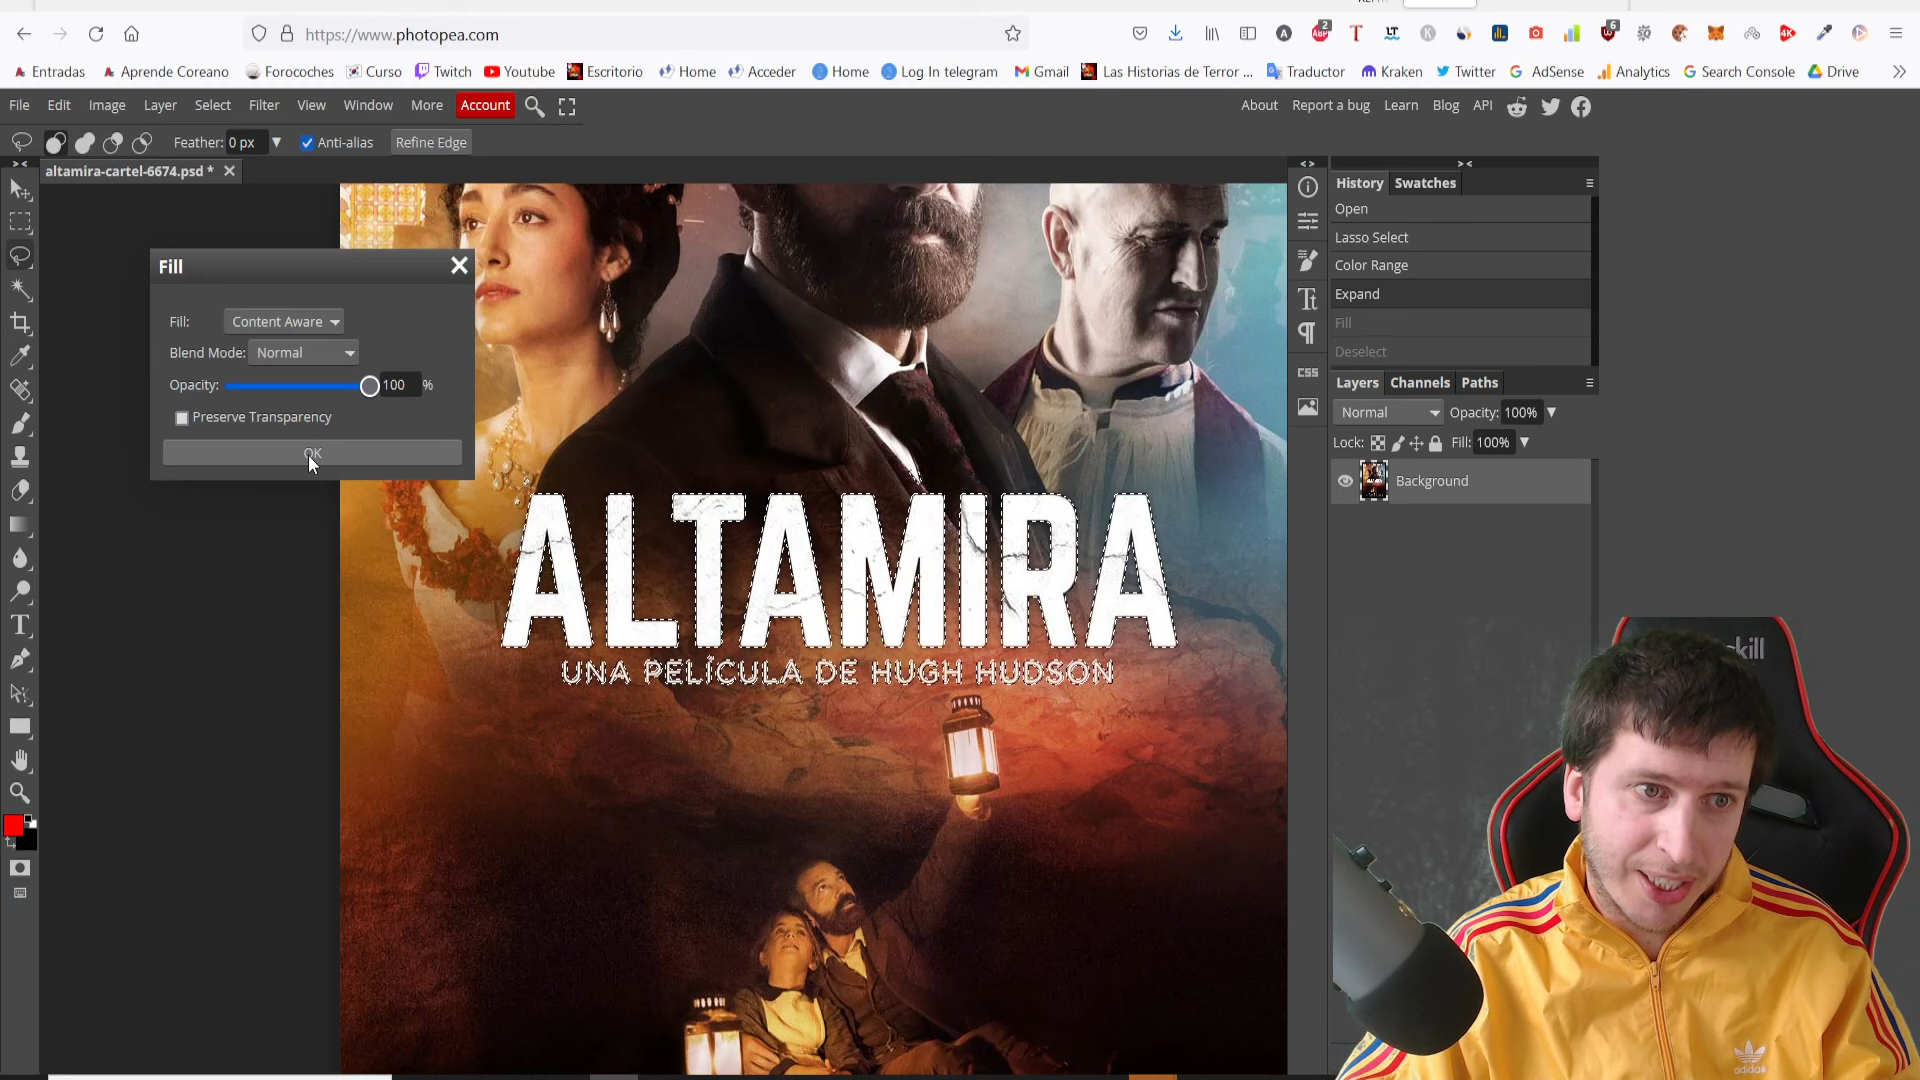 https://www.photopea.com
2
6
Entradas
Aprende Coreano
Forocoches
Curso
Twitch
Youtube
Escritorio
Home
Acceder
Home
Log In telegram
Gmail
Las Historias de Terror ...
Traductor
Kraken
Twitter
AdSense
Analytics
Search Console
Drive
File
Edit
Image
Layer
Select
Filter
View
Window
More
Account
About
Report a bug
Learn
Blog
API
Feather: 0 px
Anti-alias
Refine Edge
altamira-cartel-6674.psd *
Fill
Fill: Content Aware
Blend Mode: Normal
Opacity: 100 %
Preserve Transparency
OK
ALTAMIRA
UNA PELÍCULA DE HUGH HUDSON
History
Swatches
Open
Lasso Select
Color Range
Expand
Fill
Deselect
CSS
Layers
Channels
Paths
Normal
Opacity: 100%
Lock:
Fill: 100%
Background
adidas